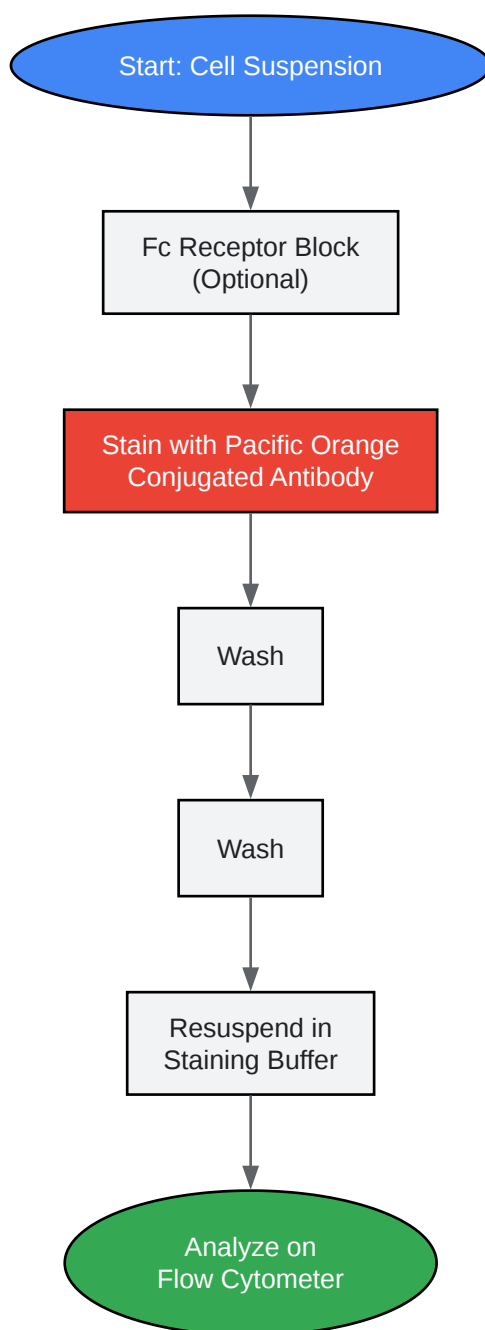 Start: Cell Suspension
Fc Receptor Block
(Optional)
Stain with Pacific Orange
Conjugated Antibody
Wash
Wash
Resuspend in
Staining Buffer
Analyze on
Flow Cytometer